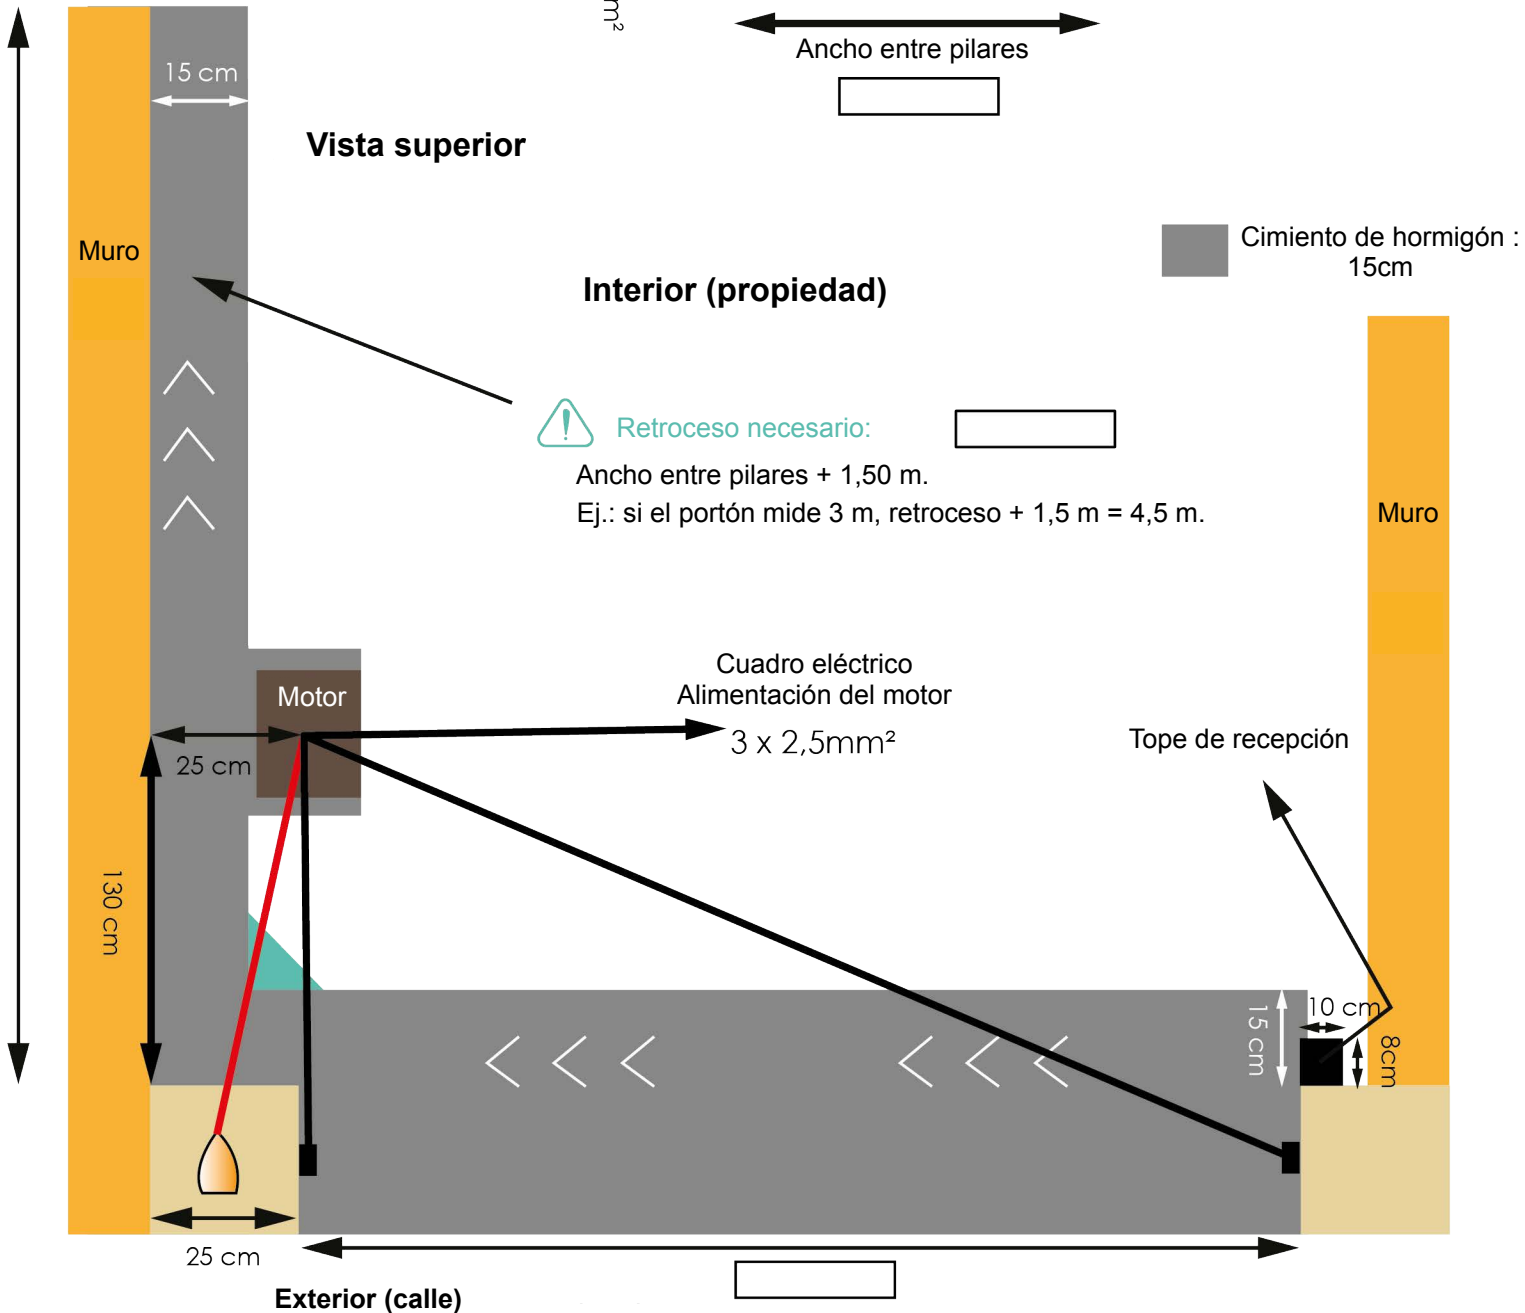 m²
Ancho entre pilares
15 cm
Vista superior
Muro
Cimiento de hormigón :
15cm
Interior (propiedad)
Retroceso necesario:
Ancho entre pilares + 1,50 m.
Ej.: si el portón mide 3 m, retroceso + 1,5 m = 4,5 m.
Muro
Cuadro eléctrico
Alimentación del motor
3 x 2,5mm²
Motor
25 cm
Tope de recepción
130 cm
15 cm
10 cm
8cm
25 cm
Exterior (calle)